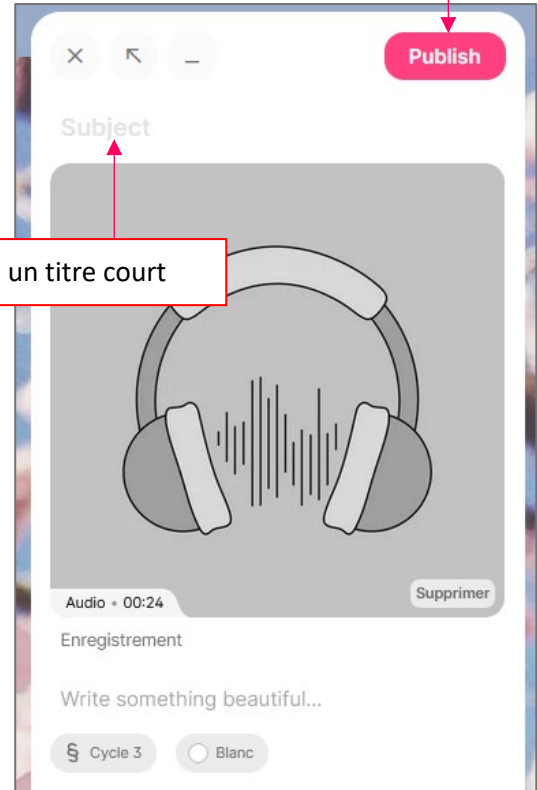 Publish
Subject
un titre court
Audio • 00:24
Supprimer
Enregistrement
Write something beautiful...
§ Cycle 3
Blanc